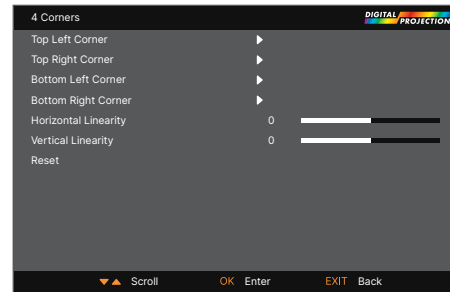 4 Corners
DIGITAL
PROJECTION
Top Left Corner
Top Right Corner
Bottom Left Corner
Bottom Right Corner
Horizontal Linearity 0
Vertical Linearity 0
Reset
Scroll OK Enter EXIT Back